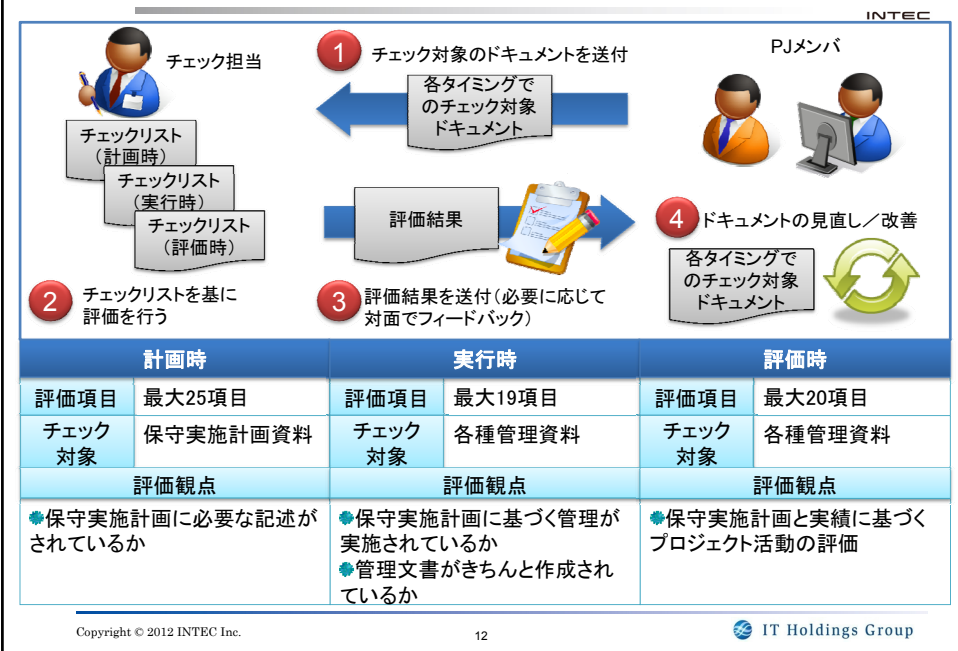 INTEC
チェック担当
1
チェック対象のドキュメントを送付
各タイミングで
のチェック対象
ドキュメント
PJメンバ
チェックリスト
(計画時)
チェックリスト
(実行時)
チェックリスト
(評価時)
2
チェックリストを基に
評価を行う
評価結果
3
評価結果を送付(必要に応じて
対面でフィードバック)
4
ドキュメントの見直し/改善
各タイミングで
のチェック対象
ドキュメント
計画時
評価項目
最大25項目
チェック
対象
保守実施計画資料
評価観点
保守実施計画に必要な記述が
されているか
実行時
評価項目
最大19項目
チェック
対象
各種管理資料
評価観点
保守実施計画に基づく管理が
実施されているか
管理文書がきちんと作成され
ているか
評価時
評価項目
最大20項目
チェック
対象
各種管理資料
評価観点
保守実施計画と実績に基づく
プロジェクト活動の評価
Copyright © 2012 INTEC Inc.
12
IT Holdings Group